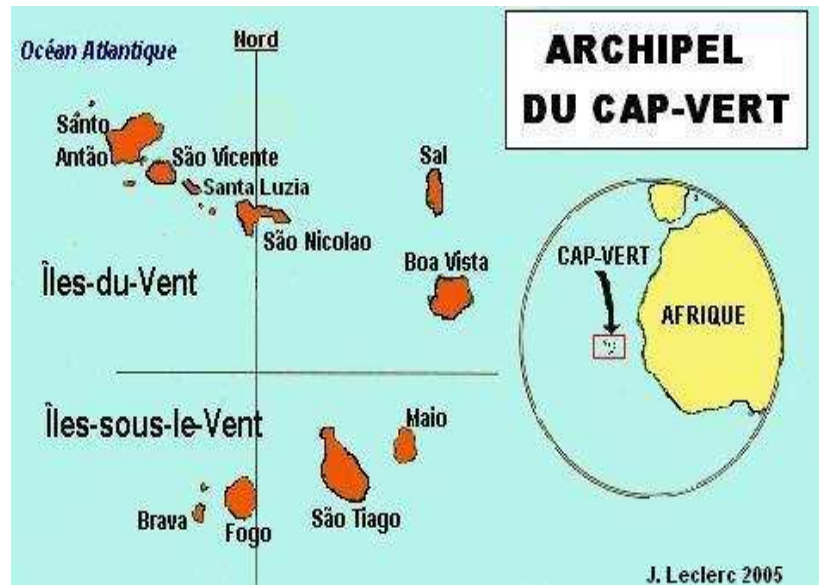 Océan Atlantique
Nord
ARCHIPEL
DU CAP-VERT
Santo
Antão
São Vicente
Santa Luzia
São Nicolao
Sal
Boa Vista
Îles-du-Vent
CAP-VERT
AFRIQUE
Îles-sous-le-Vent
Maio
Brava
Fogo
São Tiago
J. Leclerc 2005